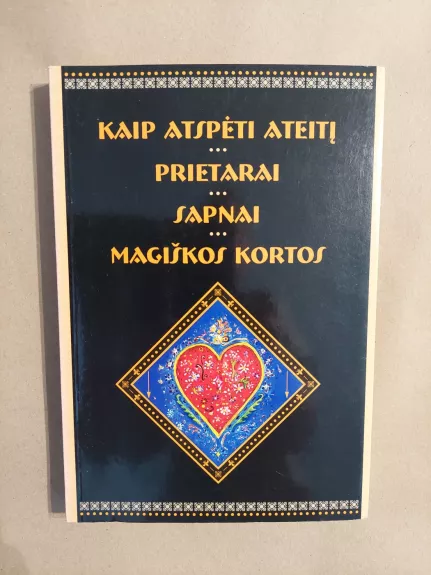 KAIP ATSPĖTI ATEITĮ
PRIETARAI
SAPNAI
MAGIŠKOS KORTOS